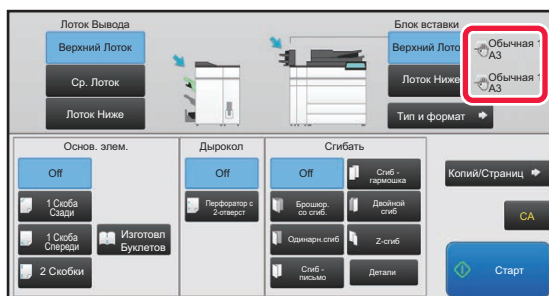 Лоток Вывода
Блок вставки
Верхний Лоток
Ср. Лоток
Лоток Ниже
Верхний Лоток
Обычная 1
A3
Лоток Ниже
Обычная 1
A3
Тип и формат
Основ. элем.
Off
1 Скоба
Сзади
1 Скоба
Спереди
2 Скобки
Изготовл
Буклетов
Дырокол
Off
Перфоратор с
2-отверст
Сгибать
Off
Сгиб -
гармошка
Брошюр.
со сгиб.
Двойной
сгиб
Одинарн.сгиб
Z-сгиб
Сгиб -
письмо
Детали
Копий/Страниц
CA
Старт